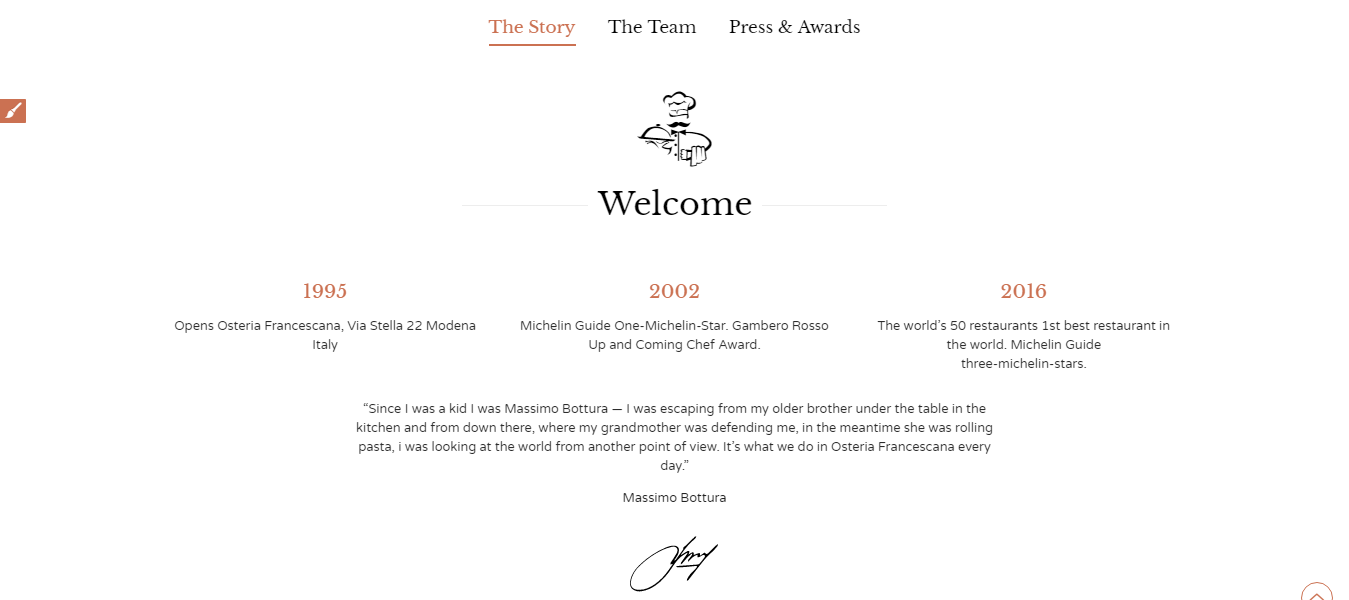 The Story The Team Press & Awards
Welcome
1995
Opens Osteria Francescana, Via Stella 22 Modena
Italy
2002
Michelin Guide One-Michelin-Star. Gambero Rosso
Up and Coming Chef Award.
2016
The world’s 50 restaurants 1st best restaurant in
the world. Michelin Guide
three-michelin-stars.
“Since I was a kid I was Massimo Bottura — I was escaping from my older brother under the table in the
kitchen and from down there, where my grandmother was defending me, in the meantime she was rolling
pasta, i was looking at the world from another point of view. It’s what we do in Osteria Francescana every
day.”
Massimo Bottura